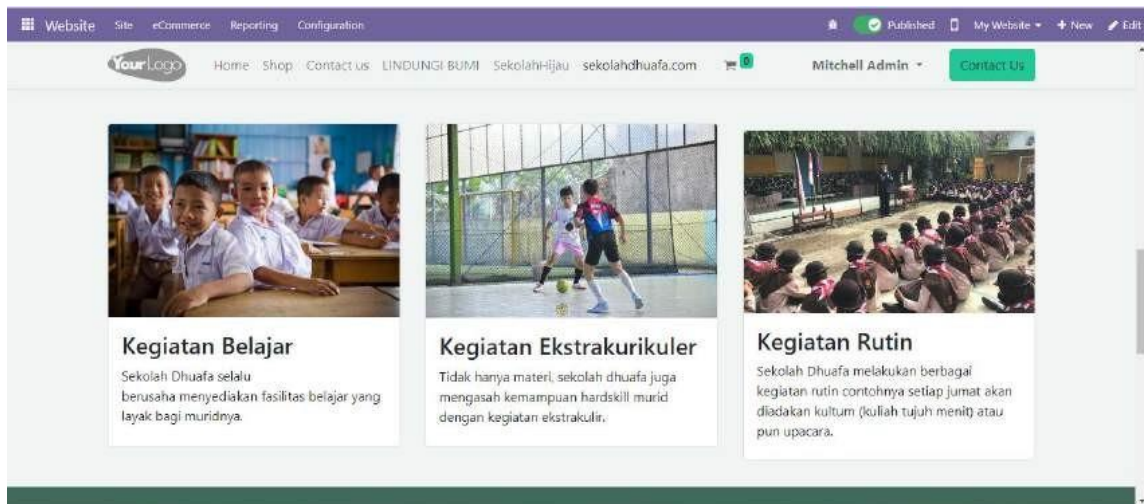 Website Site eCommerce Reporting Configuration Published My Website + New Edit
YourLogo Home Shop Contact us LINDUNGI BUMI SekolahHijau sekolahdhuafa.com 0 Mitchell Admin Contact Us
Kegiatan Belajar
Sekolah Dhuafa selalu
berusaha menyediakan fasilitas belajar yang
layak bagi muridnya.
Kegiatan Ekstrakurikuler
Tidak hanya materi, sekolah dhuafa juga
mengasah kemampuan hardskill murid
dengan kegiatan ekstrakulir.
Kegiatan Rutin
Sekolah Dhuafa melakukan berbagai
kegiatan rutin contohnya setiap jumat akan
diadakan kultum (kuliah tujuh menit) atau
pun upacara.